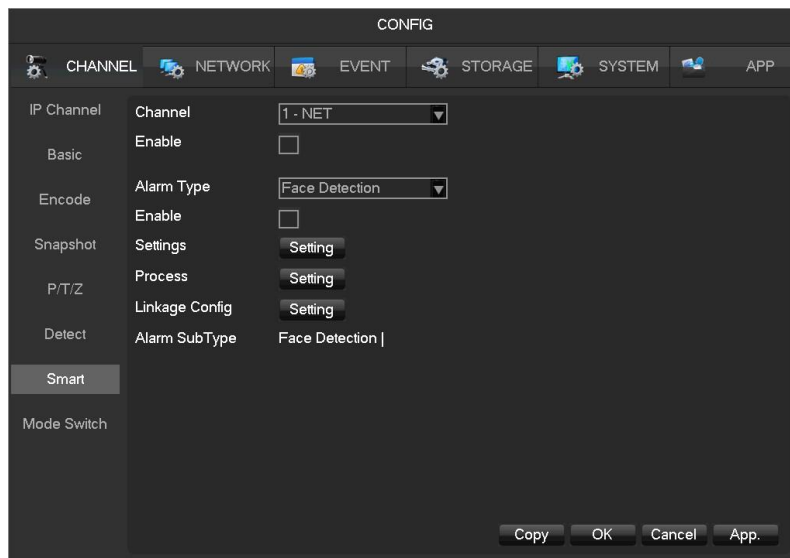 CONFIG
CHANNEL NETWORK EVENT STORAGE SYSTEM APP
IP Channel
Basic
Encode
Snapshot
P/T/Z
Detect
Smart
Mode Switch
Channel 1 - NET
Enable
Alarm Type Face Detection
Enable
Settings Setting
Process Setting
Linkage Config Setting
Alarm SubType Face Detection |
Copy OK Cancel App.